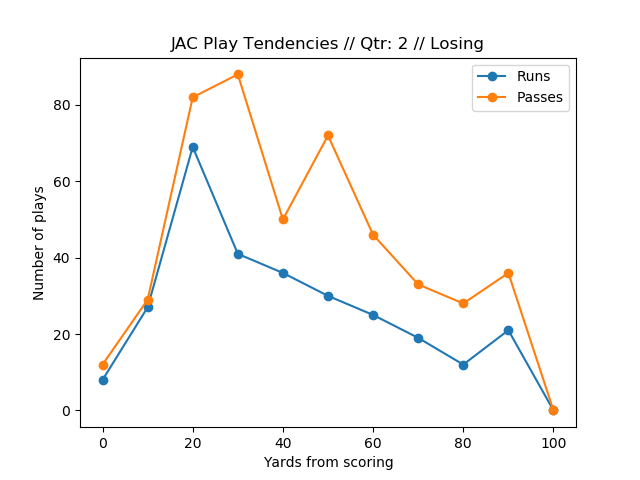 JAC Play Tendencies // Qtr: 2 // Losing
Runs
Passes
Number of plays
80
60
40
20
0
0 20 40 60 80 100
Yards from scoring